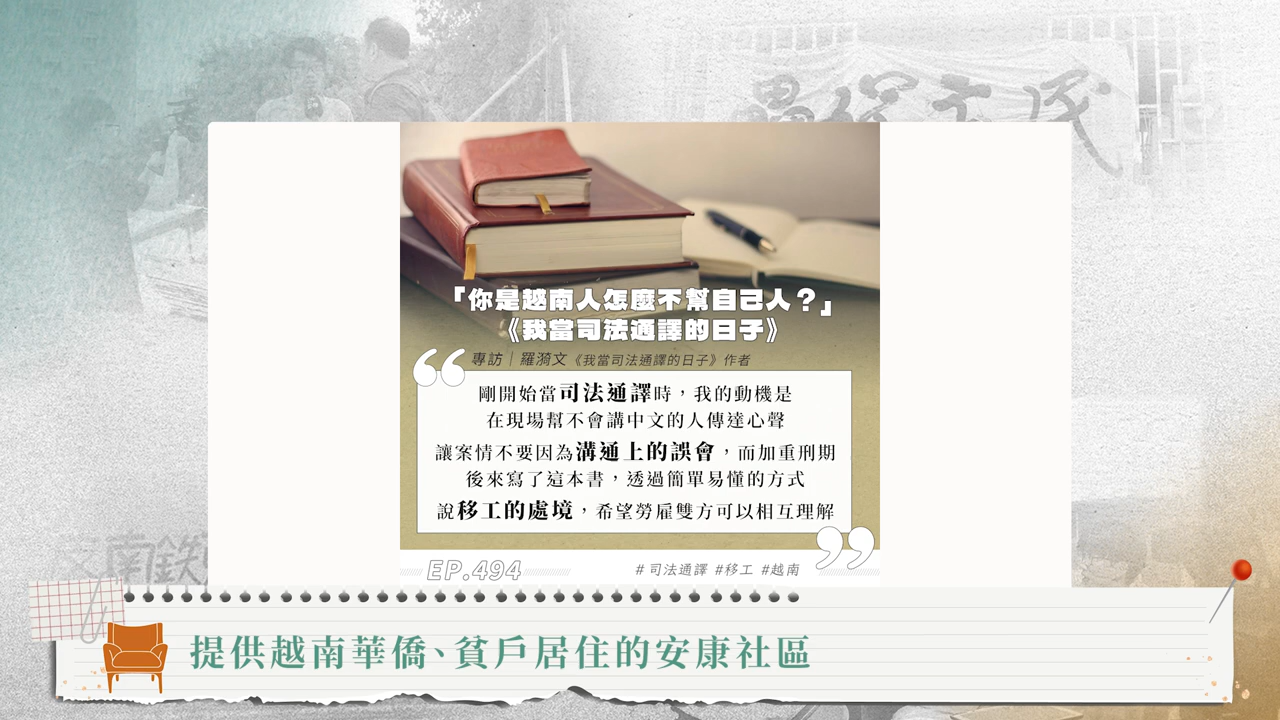 「你是越南人怎麼不幫自己人？」
《我當司法通譯的日子》
專訪｜羅漪文《我當司法通譯的日子》作者
剛開始當司法通譯時，我的動機是
在現場幫不會講中文的人傳達心聲
讓案情不要因為溝通上的誤會，而加重刑期
後來寫了這本書，透過簡單易懂的方式
說移工的處境，希望勞雇雙方可以相互理解
EP.494
#司法通譯 #移工 #越南
南鐵
提供越南華僑、貧戶居住的安康社區